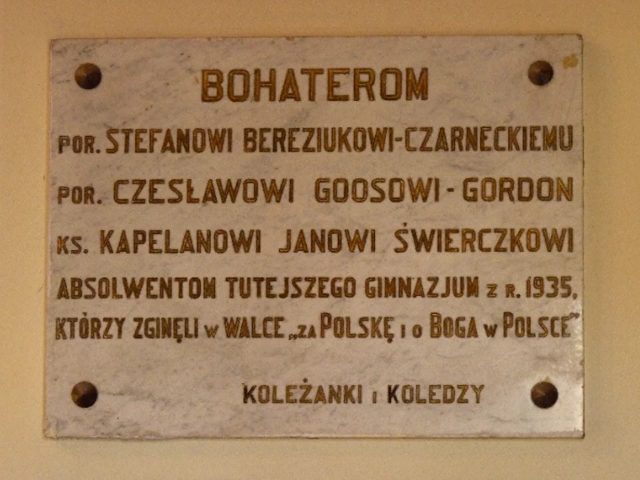 BOHATEROM
POR. STEFANOWI BEREZIUKOWI-CZARNECKIEMU
POR. CZESŁAWOWI GOOSOWI - GORDON
KS. KAPELANOWI JANOWI ŚWIERCZKOWI
ABSOLWENTOM TUTEJSZEGO GIMNAZJUM Z R. 1935,
KTÓRZY ZGINĘLI W WALCE „ZA POLSKĘ I O BOGA W POLSCE"
KOLEŻANKI I KOLEDZY